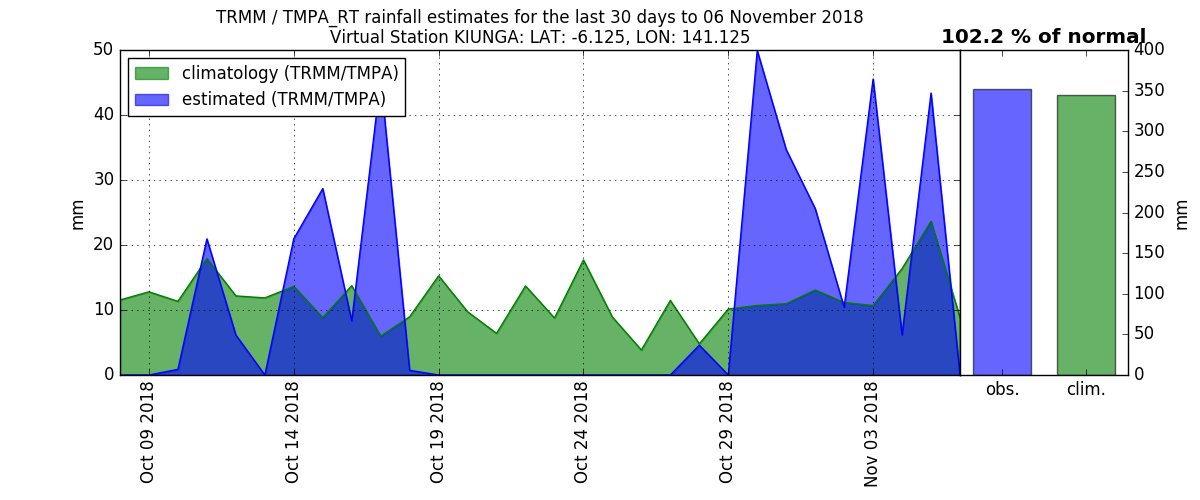 TRMM / TMPA_RT rainfall estimates for the last 30 days to 06 November 2018
Virtual Station KIUNGA: LAT: -6.125, LON: 141.125
102.2 % of normal
climatology (TRMM/TMPA)
estimated (TRMM/TMPA)
50
40
30
20
10
0
mm
Oct 09 2018
Oct 14 2018
Oct 19 2018
Oct 24 2018
Oct 29 2018
Nov 03 2018
obs.
clim.
400
350
300
250
200
150
100
50
0
mm